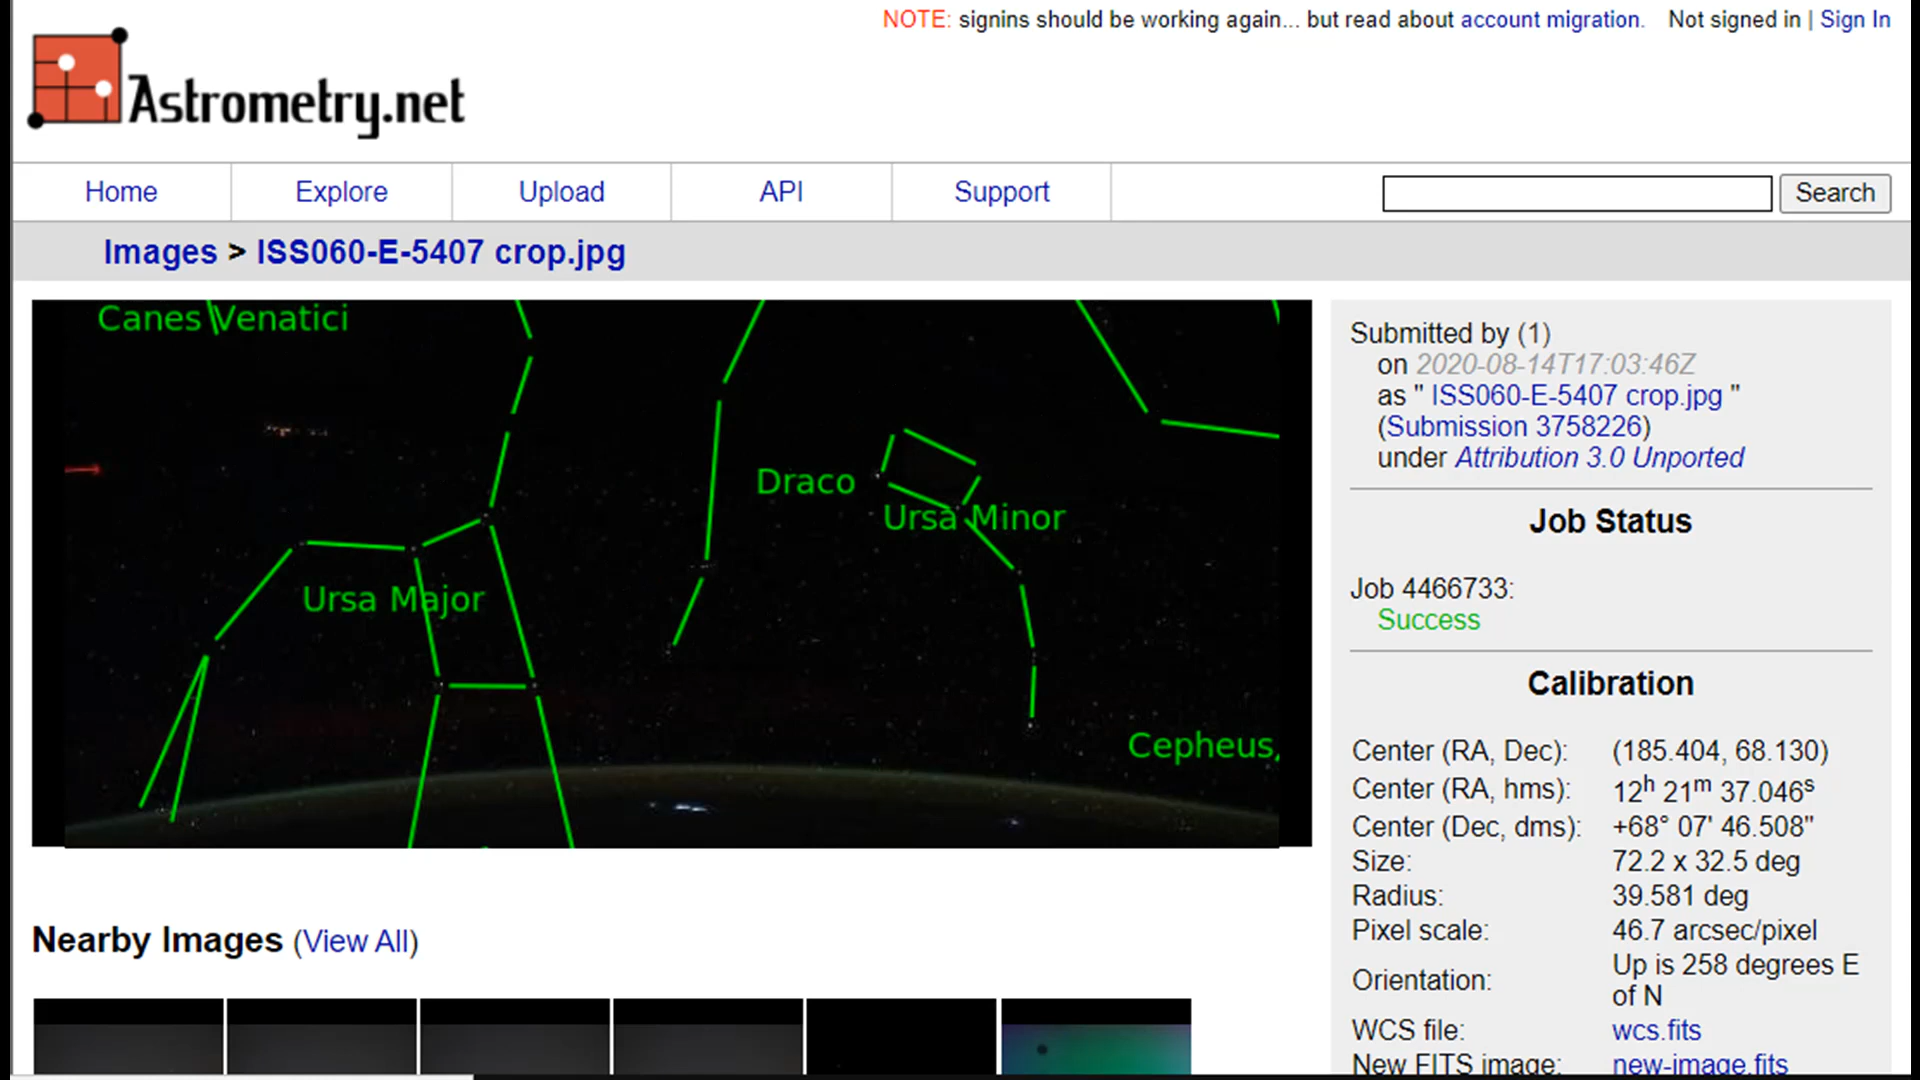 NOTE: signins should be working again... but read about account migration. Not signed in | Sign In
Astrometry.net
Home Explore Upload API Support Search
Images > ISS060-E-5407 crop.jpg
Canes Venatici
Draco
Ursa Minor
Ursa Major
Cepheus,
Submitted by (1)
on 2020-08-14T17:03:46Z
as " ISS060-E-5407 crop.jpg "
(Submission 3758226)
under Attribution 3.0 Unported
Job Status
Job 4466733:
Success
Calibration
Center (RA, Dec): (185.404, 68.130)
Center (RA, hms): 12h 21m 37.046s
Center (Dec, dms): +68° 07' 46.508"
Size: 72.2 x 32.5 deg
Radius: 39.581 deg
Pixel scale: 46.7 arcsec/pixel
Orientation: Up is 258 degrees E
of N
WCS file: wcs.fits
New FITS image: new-image.fits
Nearby Images (View All)